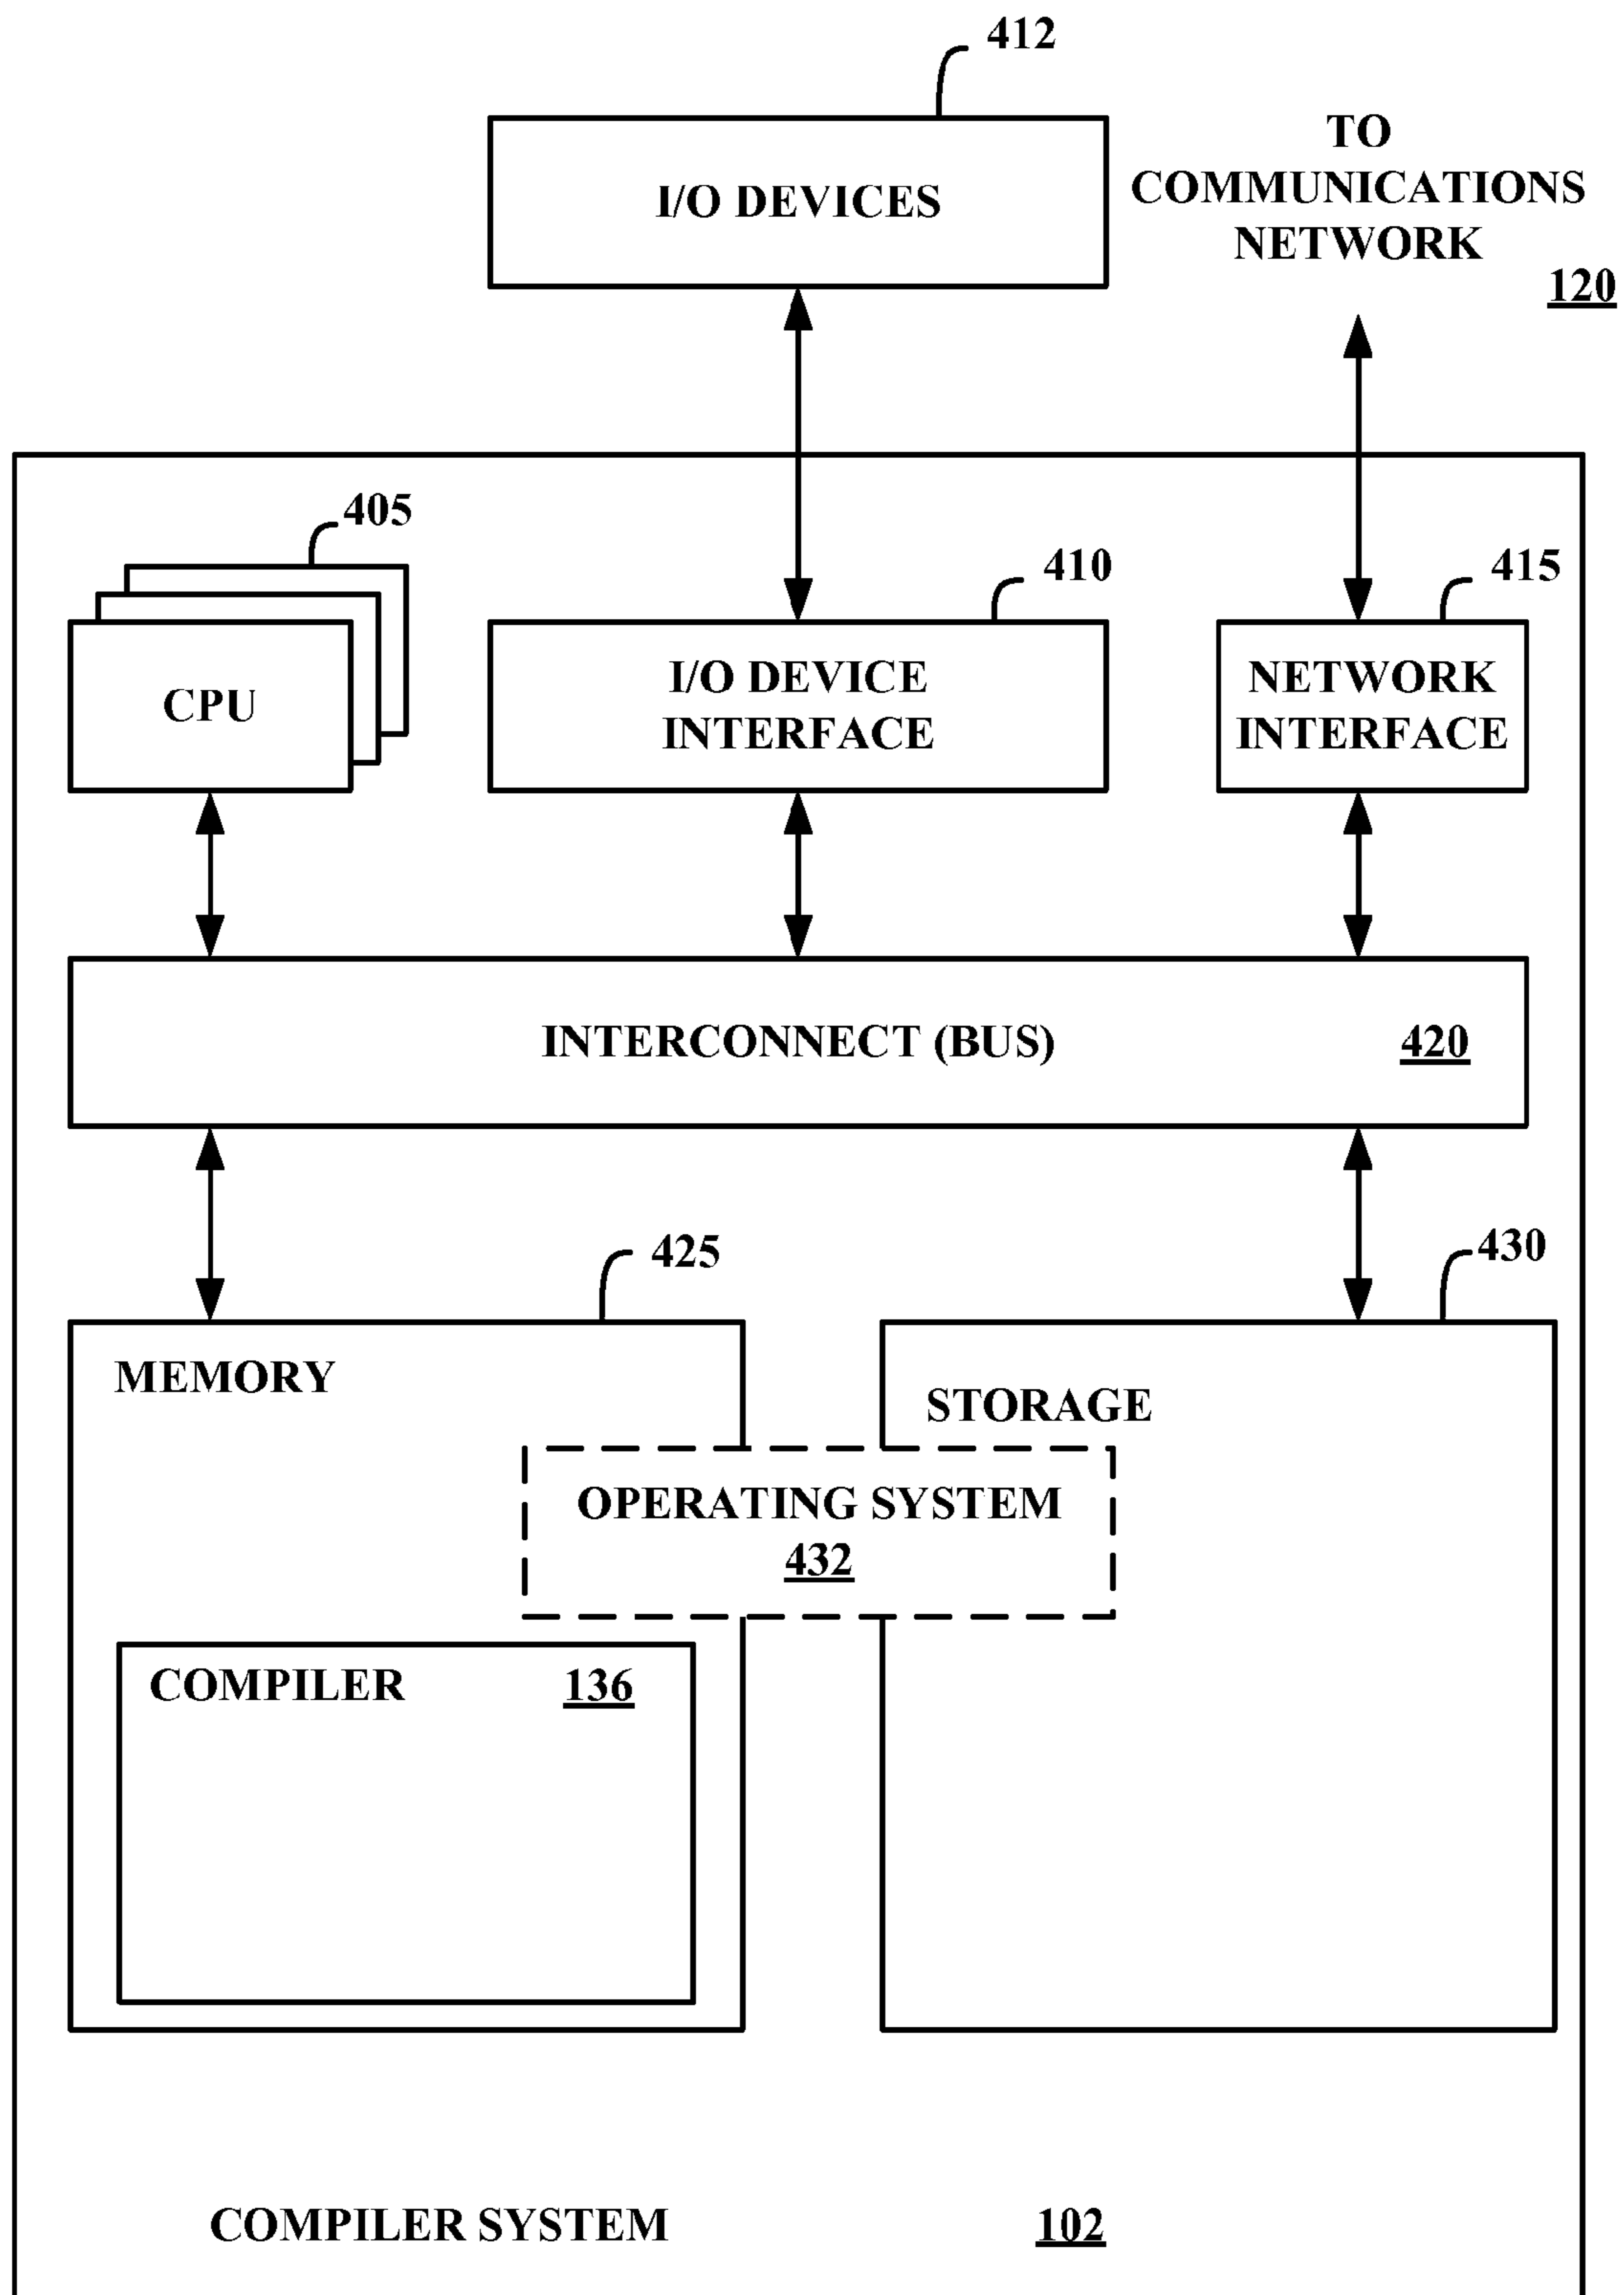 412
I/O DEVICES
TO
COMMUNICATIONS
NETWORK
120
405
410
415
CPU
I/O DEVICE
INTERFACE
NETWORK
INTERFACE
INTERCONNECT (BUS)
420
425
430
MEMORY
STORAGE
OPERATING SYSTEM
432
COMPILER
136
COMPILER SYSTEM
102